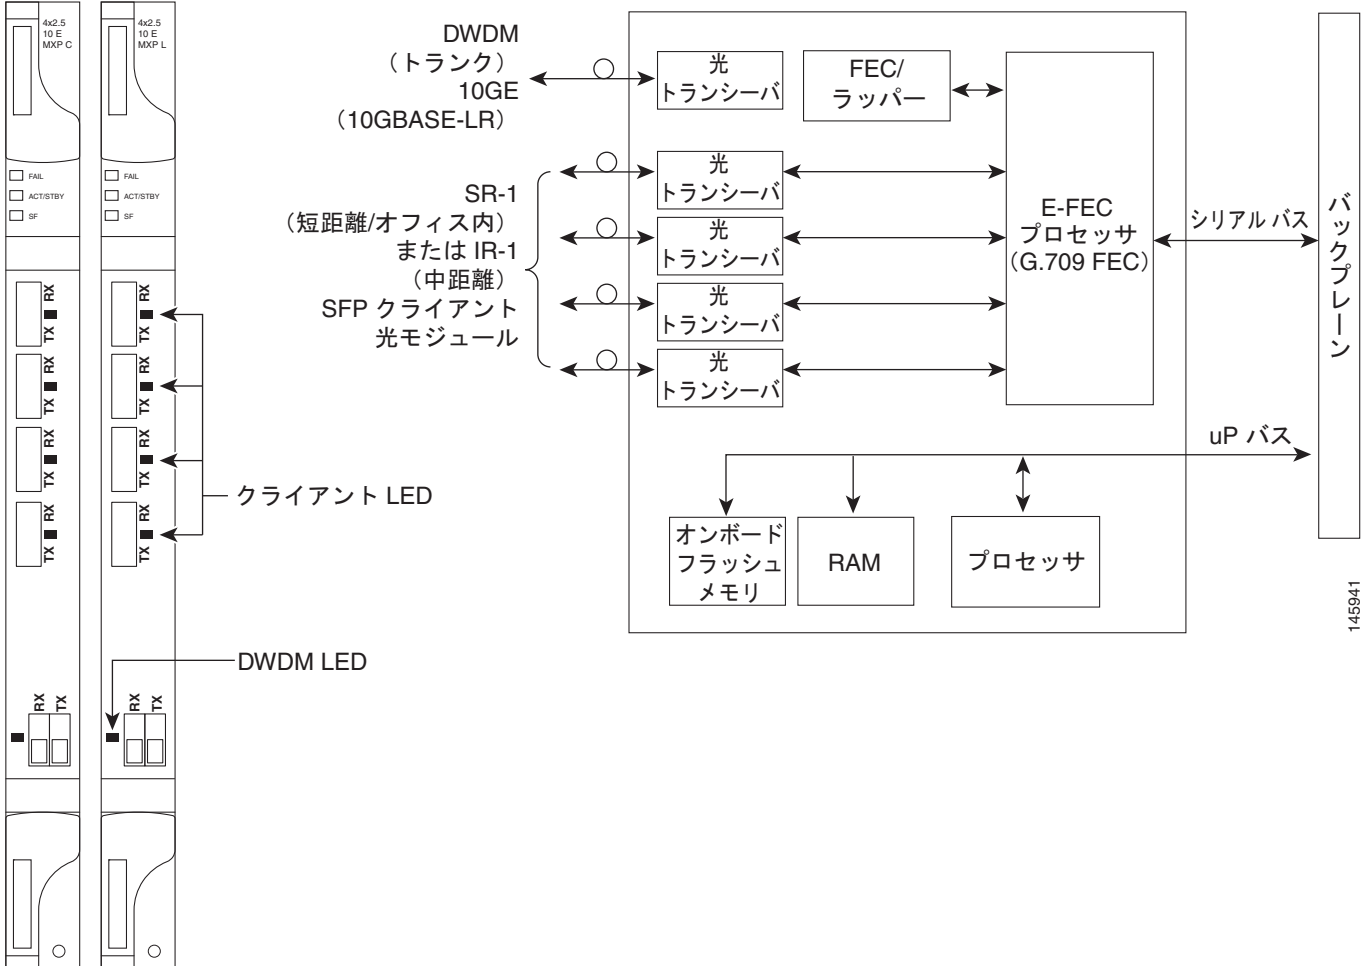 4x2.5
10 E
MXP C
FAIL
ACT/STBY
SF
RX
TX
RX
TX
RX
TX
RX
TX
RX
TX
4x2.5
10 E
MXP L
FAIL
ACT/STBY
SF
RX
TX
RX
TX
RX
TX
RX
TX
RX
TX
クライアント LED
DWDM LED
DWDM
（トランク）
10GE
（10GBASE-LR）
SR-1
（短距離/オフィス内）
または IR-1
（中距離）
SFP クライアント
光モジュール
光
トランシーバ
FEC/
ラッパー
光
トランシーバ
光
トランシーバ
光
トランシーバ
光
トランシーバ
E-FEC
プロセッサ
(G.709 FEC)
シリアル バス
バックプレーン
uP バス
オンボード
フラッシュ
メモリ
RAM
プロセッサ
145941